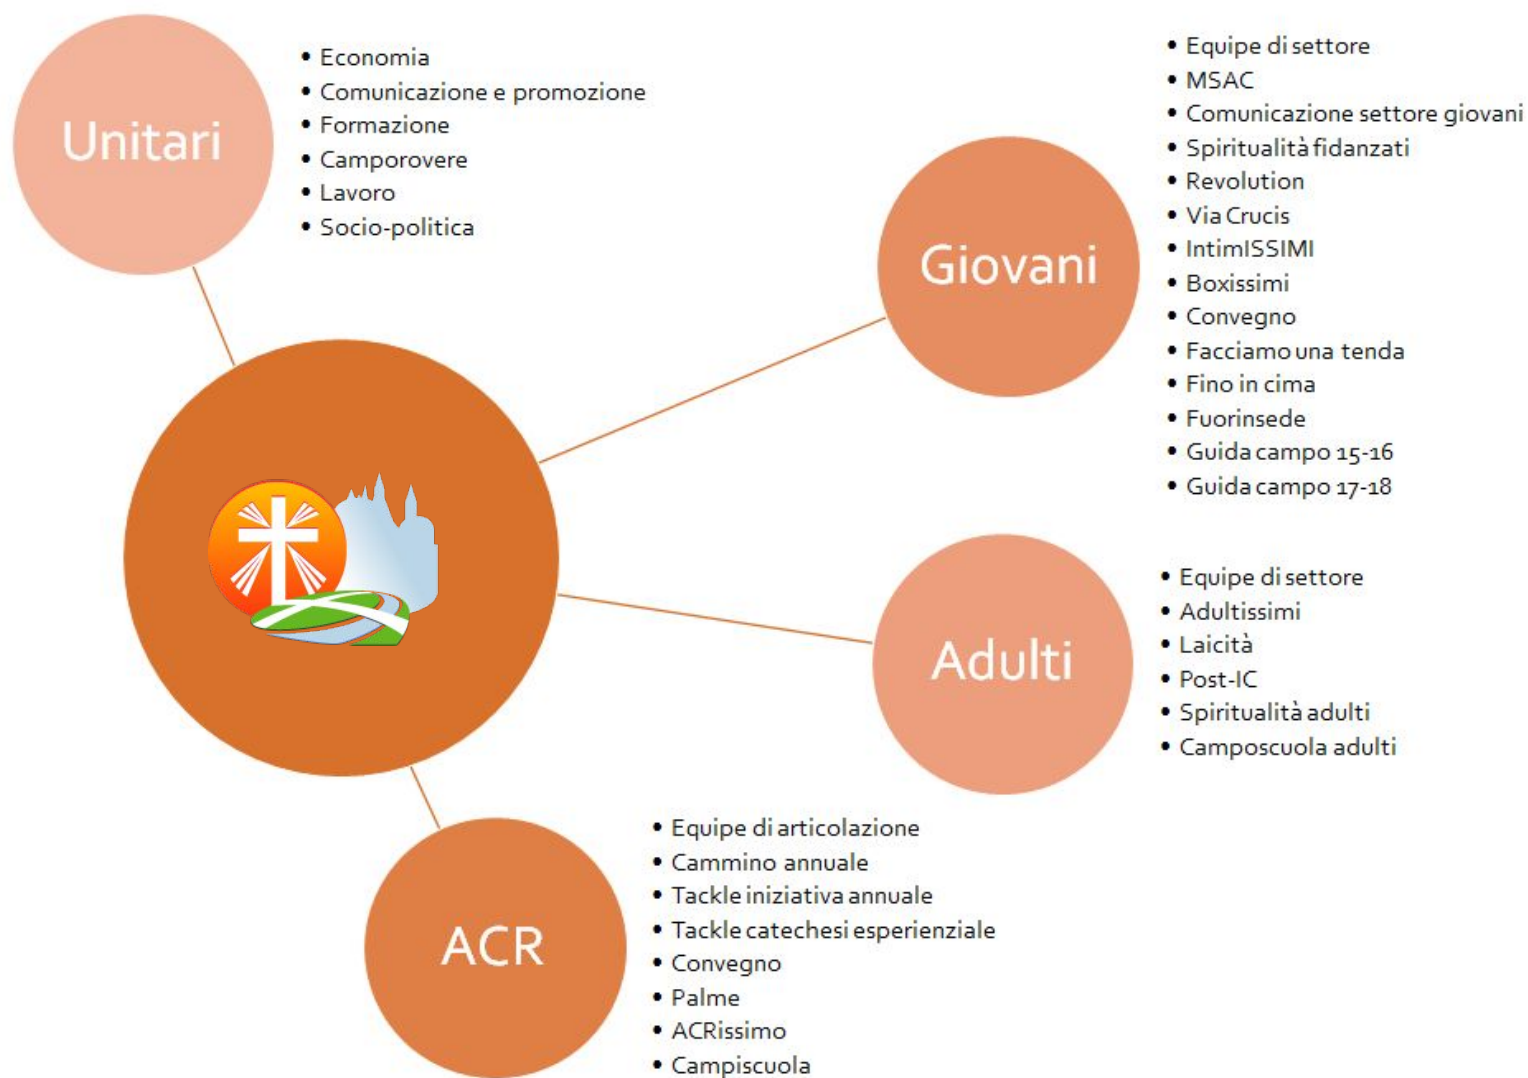 Unitari
• Economia
• Comunicazione e promozione
• Formazione
• Camporovere
• Lavoro
• Socio-politica
Giovani
• Equipe di settore
• MSAC
• Comunicazione settore giovani
• Spiritualità fidanzati
• Revolution
• Via Crucis
• IntimISSIMI
• Boxissimi
• Convegno
• Facciamo una tenda
• Fino in cima
• Fuorinsede
• Guida campo 15-16
• Guida campo 17-18
Adulti
• Equipe di settore
• Adultissimi
• Laicità
• Post-IC
• Spiritualità adulti
• Camposcuola adulti
ACR
• Equipe di articolazione
• Cammino annuale
• Tackle iniziativa annuale
• Tackle catechesi esperienziale
• Convegno
• Palme
• ACRissimo
• Campiscuola